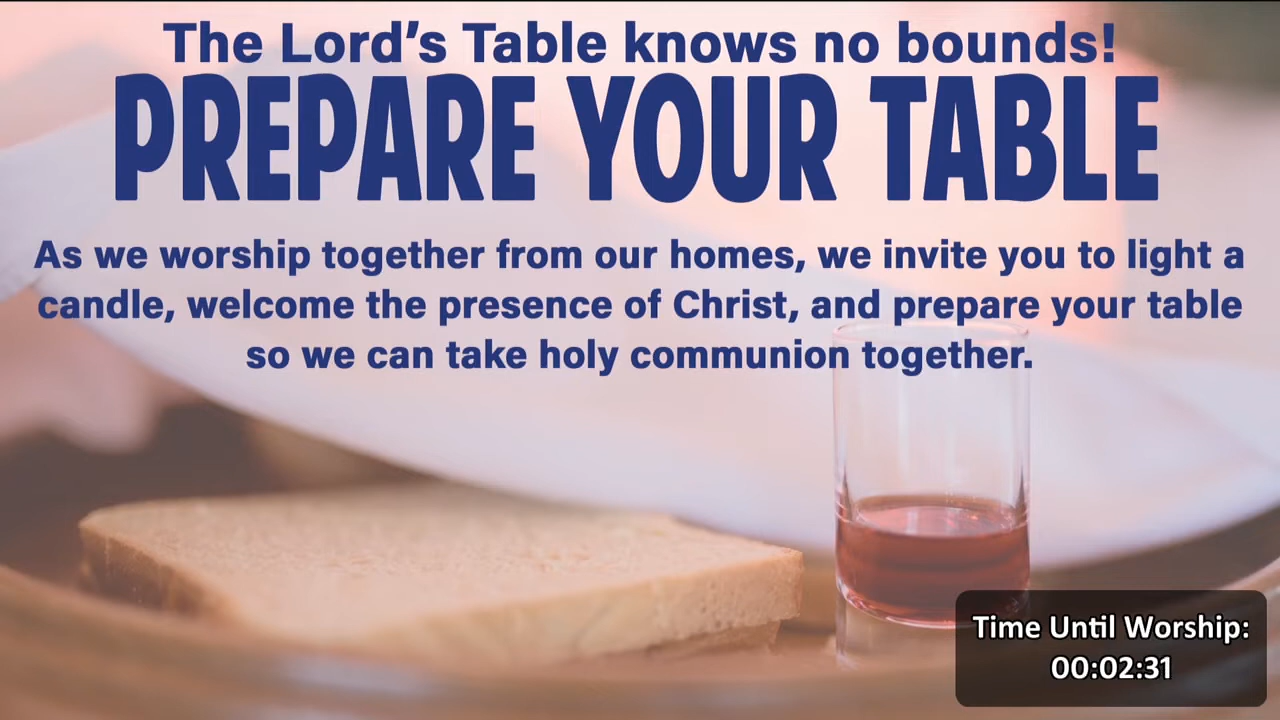 The Lord’s Table knows no bounds!
PREPARE YOUR TABLE
As we worship together from our homes, we invite you to light a
candle, welcome the presence of Christ, and prepare your table
so we can take holy communion together.
Time Until Worship:
00:02:31